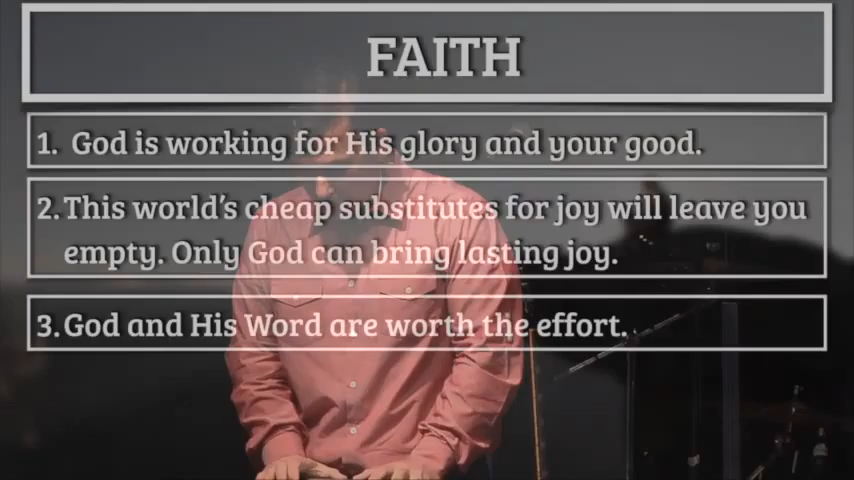 FAITH
1. God is working for His glory and your good.
2. This world's cheap substitutes for joy will leave you
empty. Only God can bring lasting joy.
3. God and His Word are worth the effort.